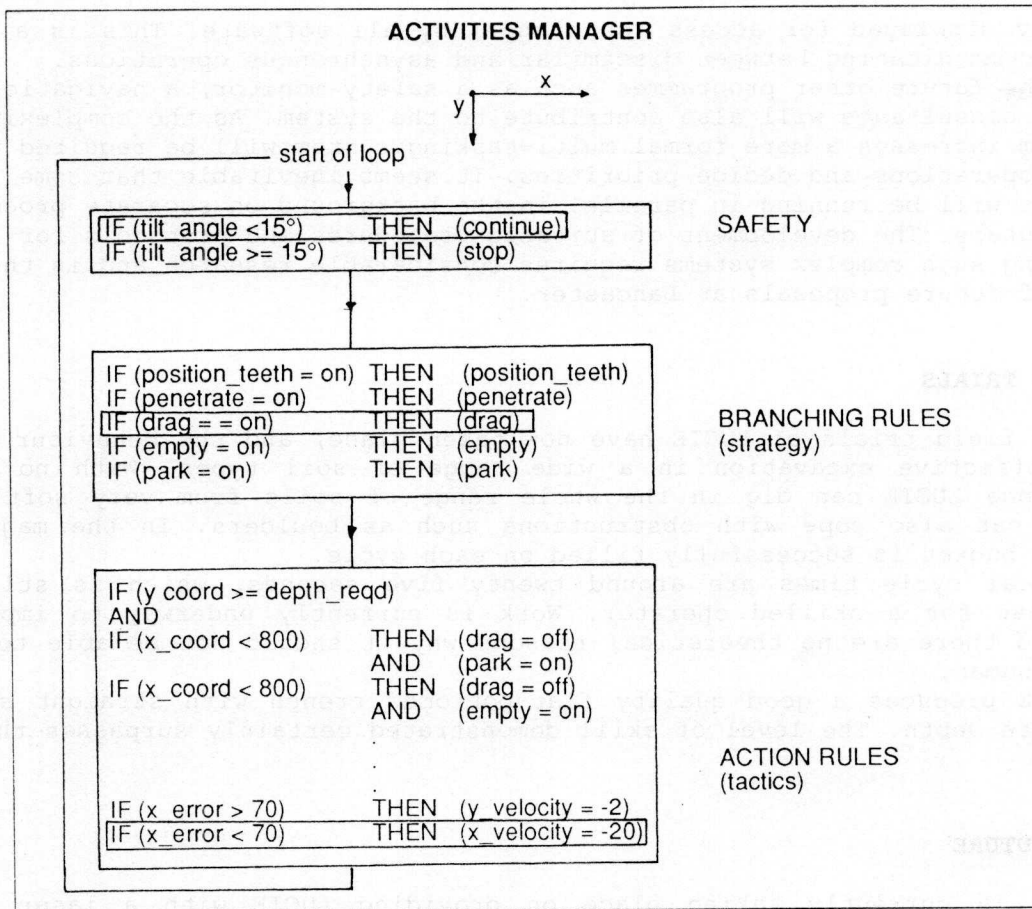 ACTIVITIES MANAGER
x
y
start of loop
IF (tilt_angle <15°) THEN (continue))
IF (tilt_angle >= 15°) THEN (stop)
SAFETY
IF (position_teeth = on) THEN (position_teeth)
IF (penetrate = on) THEN (penetrate)
IF (drag = = on) THEN (drag)
IF (empty = on) THEN (empty)
IF (park = on) THEN (park)
BRANCHING RULES
(strategy)
IF(y coord >= depth_reqd)
AND
IF (x_coord < 800) THEN (drag = off)
AND (park = on)
IF (x_coord < 800) THEN (drag = off)
AND (empty = on)
.
.
.
ACTION RULES
(tactics)
IF (x_error > 70) THEN (y_velocity = -2)
IF (x_error < 70) THEN (x_velocity = -20)